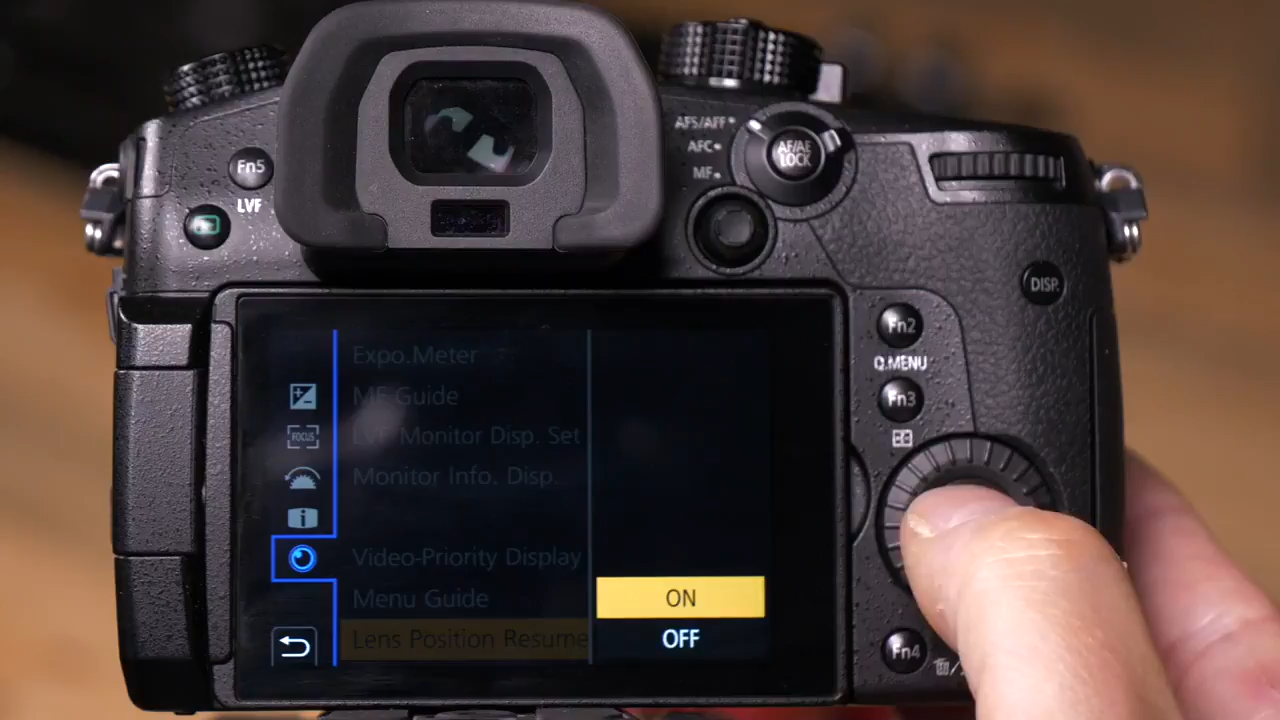 AFS/AFF
AFC
MF
AF/AE
LOCK
Fn5
LVF
DISP.
Fn2
Q.MENU
Fn3
Expo.Meter
MF Guide
FOCUS
LVF/Monitor Disp. Set
Monitor Info. Disp.
Video-Priority Display
Menu Guide
ON
Lens Position Resume
OFF
Fn4